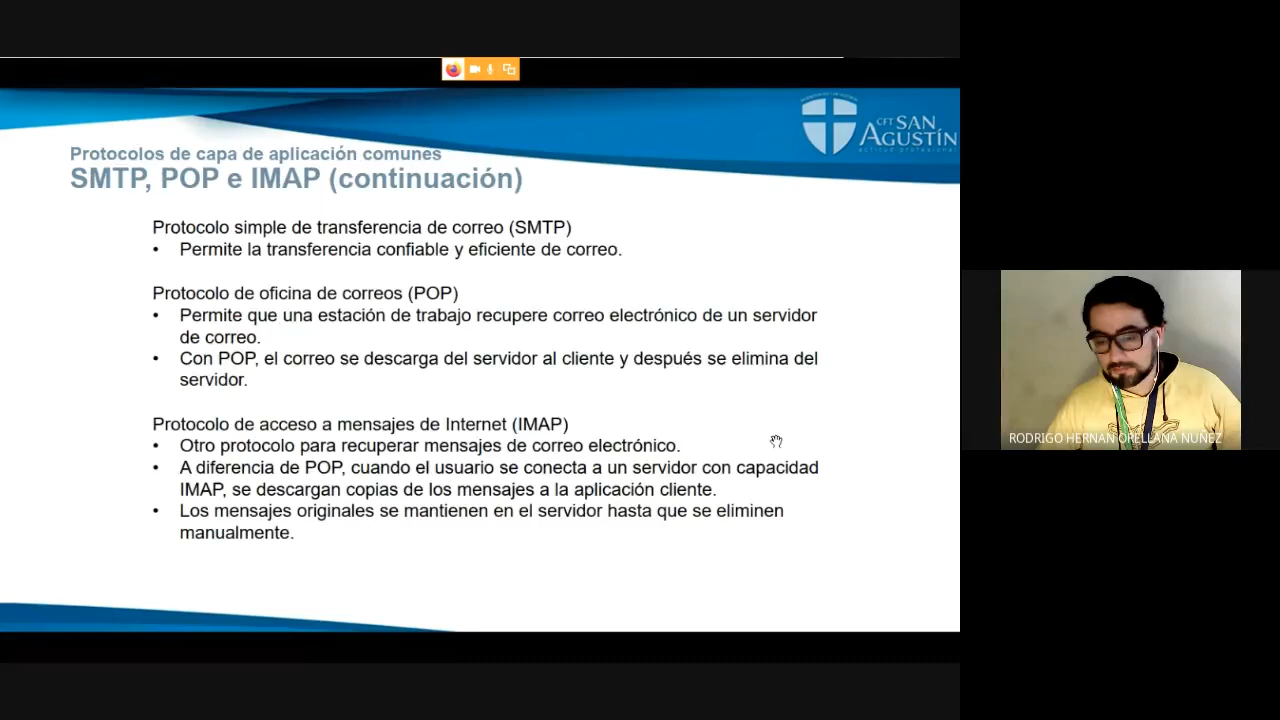 CFT SAN
AGUSTÍN
actitud profesional
Protocolos de capa de aplicación comunes
SMTP, POP e IMAP (continuación)
Protocolo simple de transferencia de correo (SMTP)
• Permite la transferencia confiable y eficiente de correo.
Protocolo de oficina de correos (POP)
• Permite que una estación de trabajo recupere correo electrónico de un servidor
de correo.
• Con POP, el correo se descarga del servidor al cliente y después se elimina del
servidor.
Protocolo de acceso a mensajes de Internet (IMAP)
• Otro protocolo para recuperar mensajes de correo electrónico.
• A diferencia de POP, cuando el usuario se conecta a un servidor con capacidad
IMAP, se descargan copias de los mensajes a la aplicación cliente.
• Los mensajes originales se mantienen en el servidor hasta que se eliminen
manualmente.
RODRIGO HERNAN ORELLANA NUÑEZ